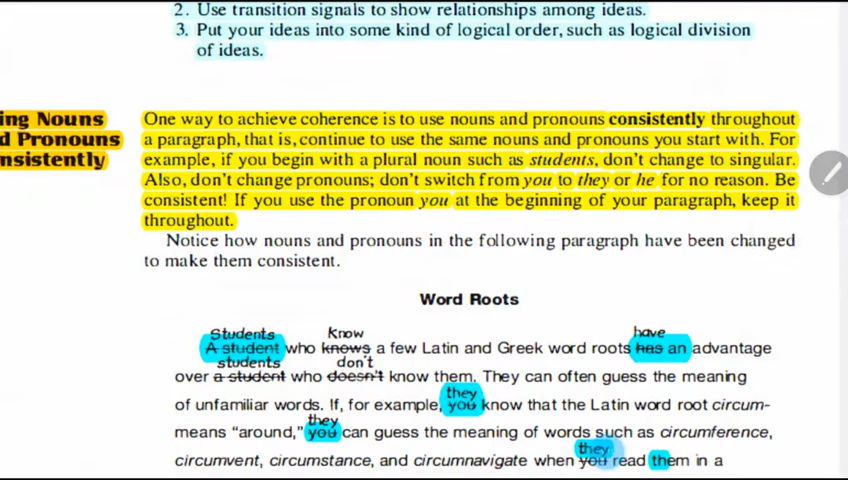 2. Use transition signals to show relationships among ideas.
3. Put your ideas into some kind of logical order, such as logical division
of ideas.
ing Nouns
d Pronouns
nsistently
One way to achieve coherence is to use nouns and pronouns consistently throughout
a paragraph, that is, continue to use the same nouns and pronouns you start with. For
example, if you begin with a plural noun such as students, don't change to singular.
Also, don't change pronouns; don't switch from you to they or he for no reason. Be
consistent! If you use the pronoun you at the beginning of your paragraph, keep it
throughout.
Notice how nouns and pronouns in the following paragraph have been changed
to make them consistent.
Word Roots
Students know have
A student who knows a few Latin and Greek word roots has an advantage
students don't
over a student who doesn't know them. They can often guess the meaning
they
of unfamiliar words. If, for example, you know that the Latin word root circum-
they
means "around," you can guess the meaning of words such as circumference,
they
circumvent, circumstance, and circumnavigate when you read them in a